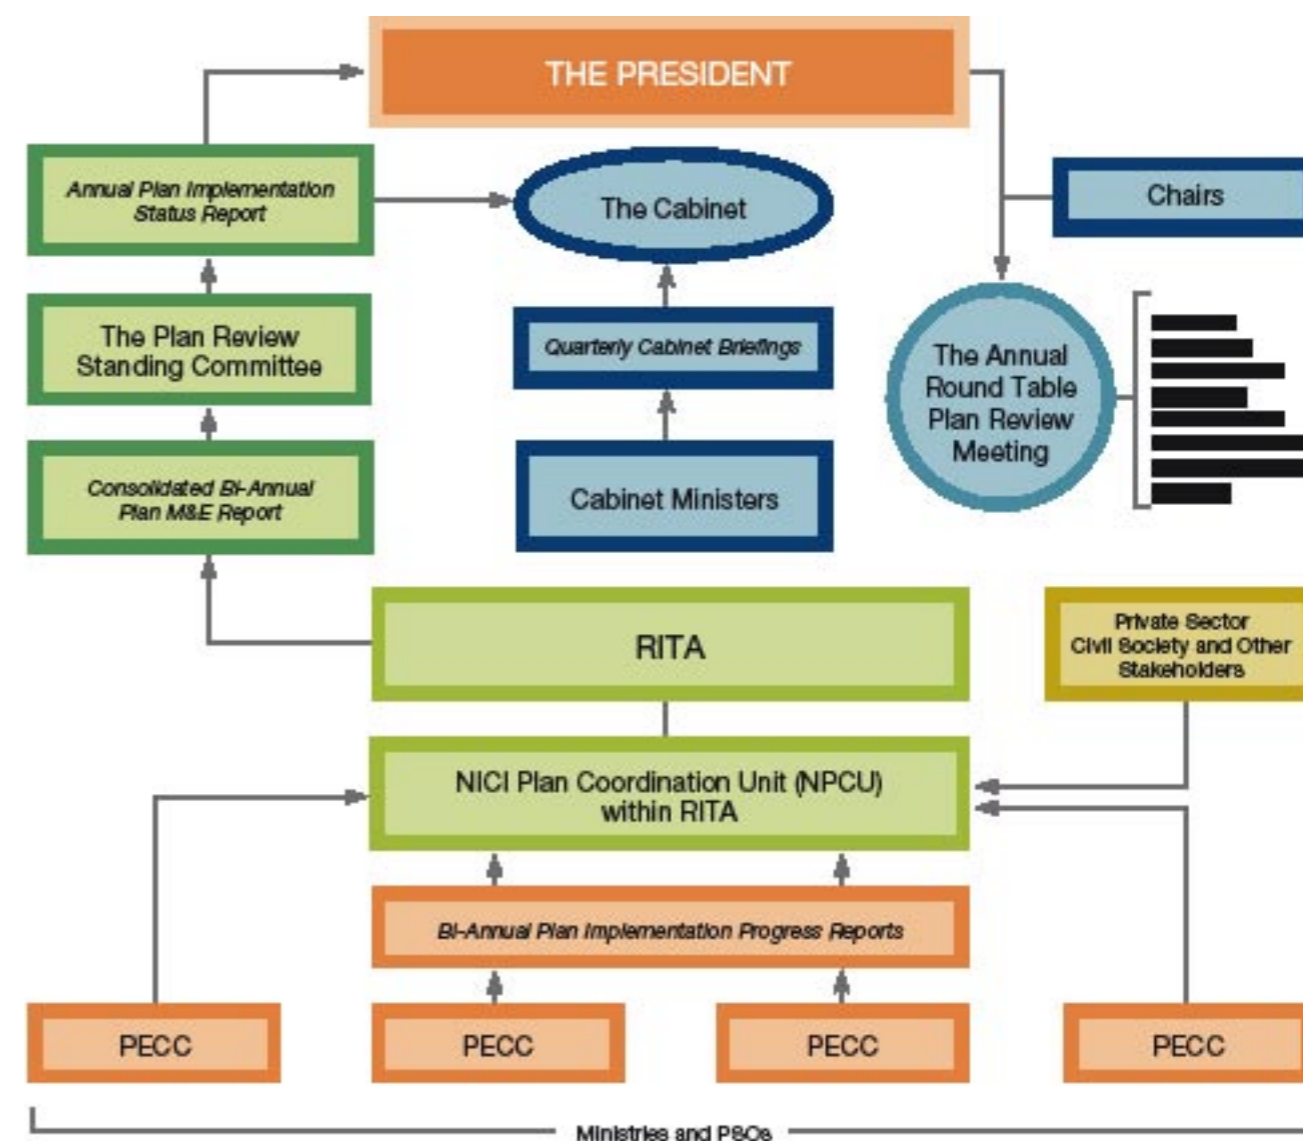 THE PRESIDENT
Annual Plan Implementation
Status Report
The Cabinet
Chairs
The Plan Review
Standing Committee
Quarterly Cabinet Briefings
The Annual
Round Table
Plan Review
Meeting
Consolidated Bi-Annual
Plan M&E Report
Cabinet Ministers
RITA
Private Sector
Civil Society and Other
Stakeholders
NICI Plan Coordination Unit (NPCU)
within RITA
Bi-Annual Plan Implementation Progress Reports
PECC
PECC
PECC
PECC
Ministries and PSOs